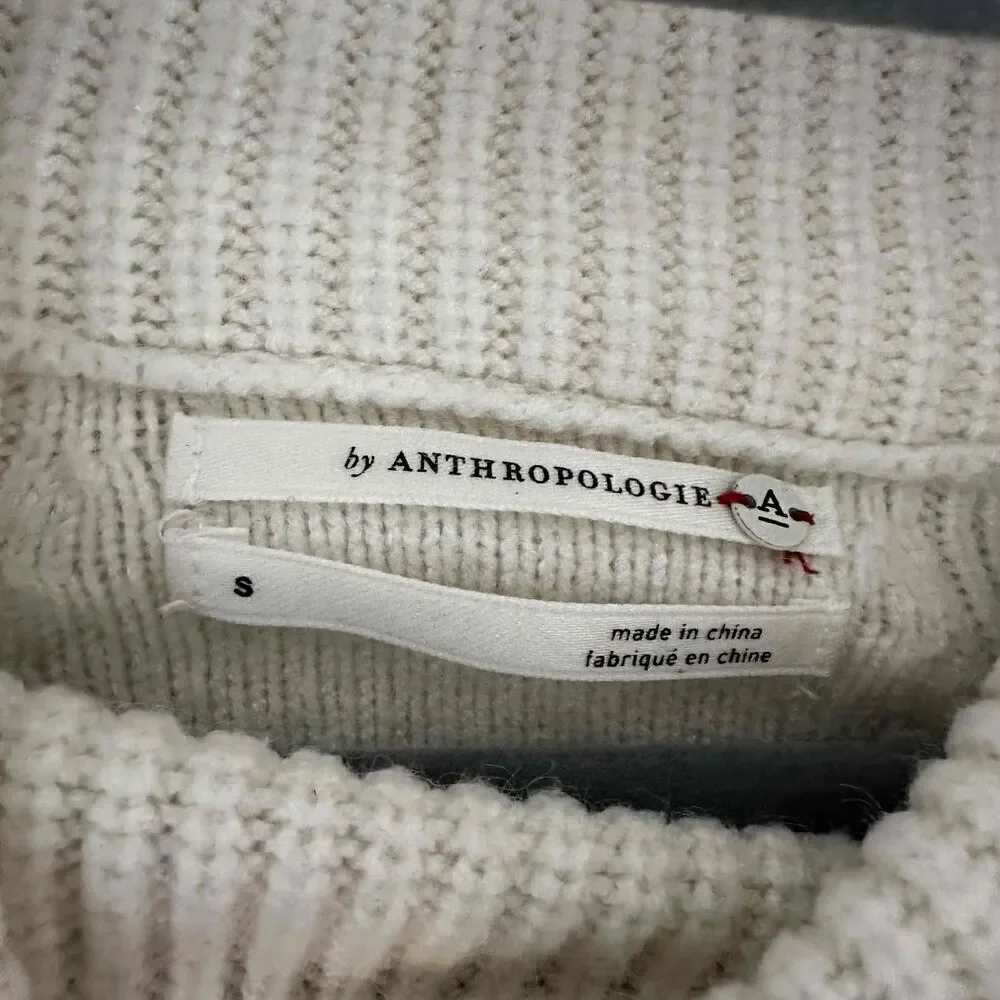 by ANTHROPOLOGIE
A
S
made in china
fabriqué en chine